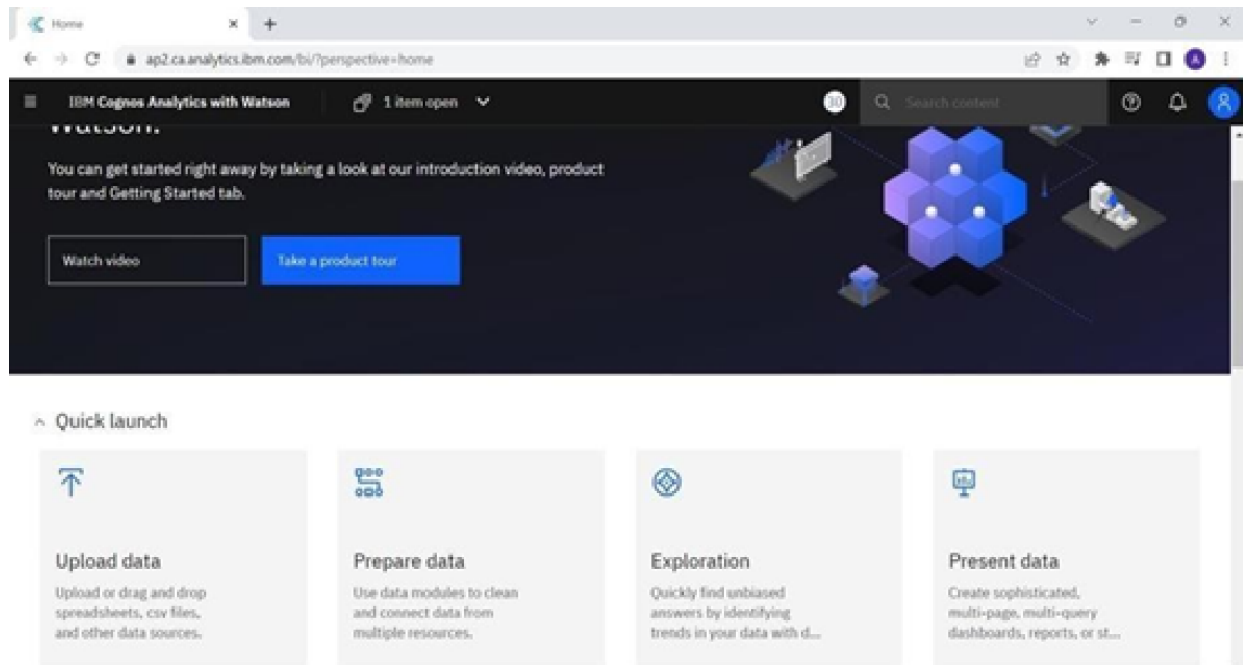 Home
ap2.ca.analytics.ibm.com/bi/?perspective=home
A
IBM Cognos Analytics with Watson
1 item open
30
Search content
Watson.
You can get started right away by taking a look at our introduction video, product
tour and Getting Started tab.
Watch video
Take a product tour
Quick launch
Upload data
Upload or drag and drop
spreadsheets, csv files,
and other data sources.
Prepare data
Use data modules to clean
and connect data from
multiple resources.
Exploration
Quickly find unbiased
answers by identifying
trends in your data with d...
Present data
Create sophisticated,
multi-page, multi-query
dashboards, reports, or st...